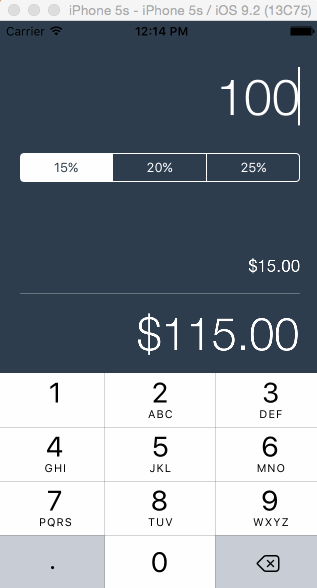 iPhone 5s - iPhone 5s / iOS 9.2 (13C75)
Carrier 12:14 PM
100
15% 20% 25%
$15.00
$115.00
1 2 3
ABC DEF
4 5 6
GHI JKL MNO
7 8 9
PQRS TUV WXYZ
. 0